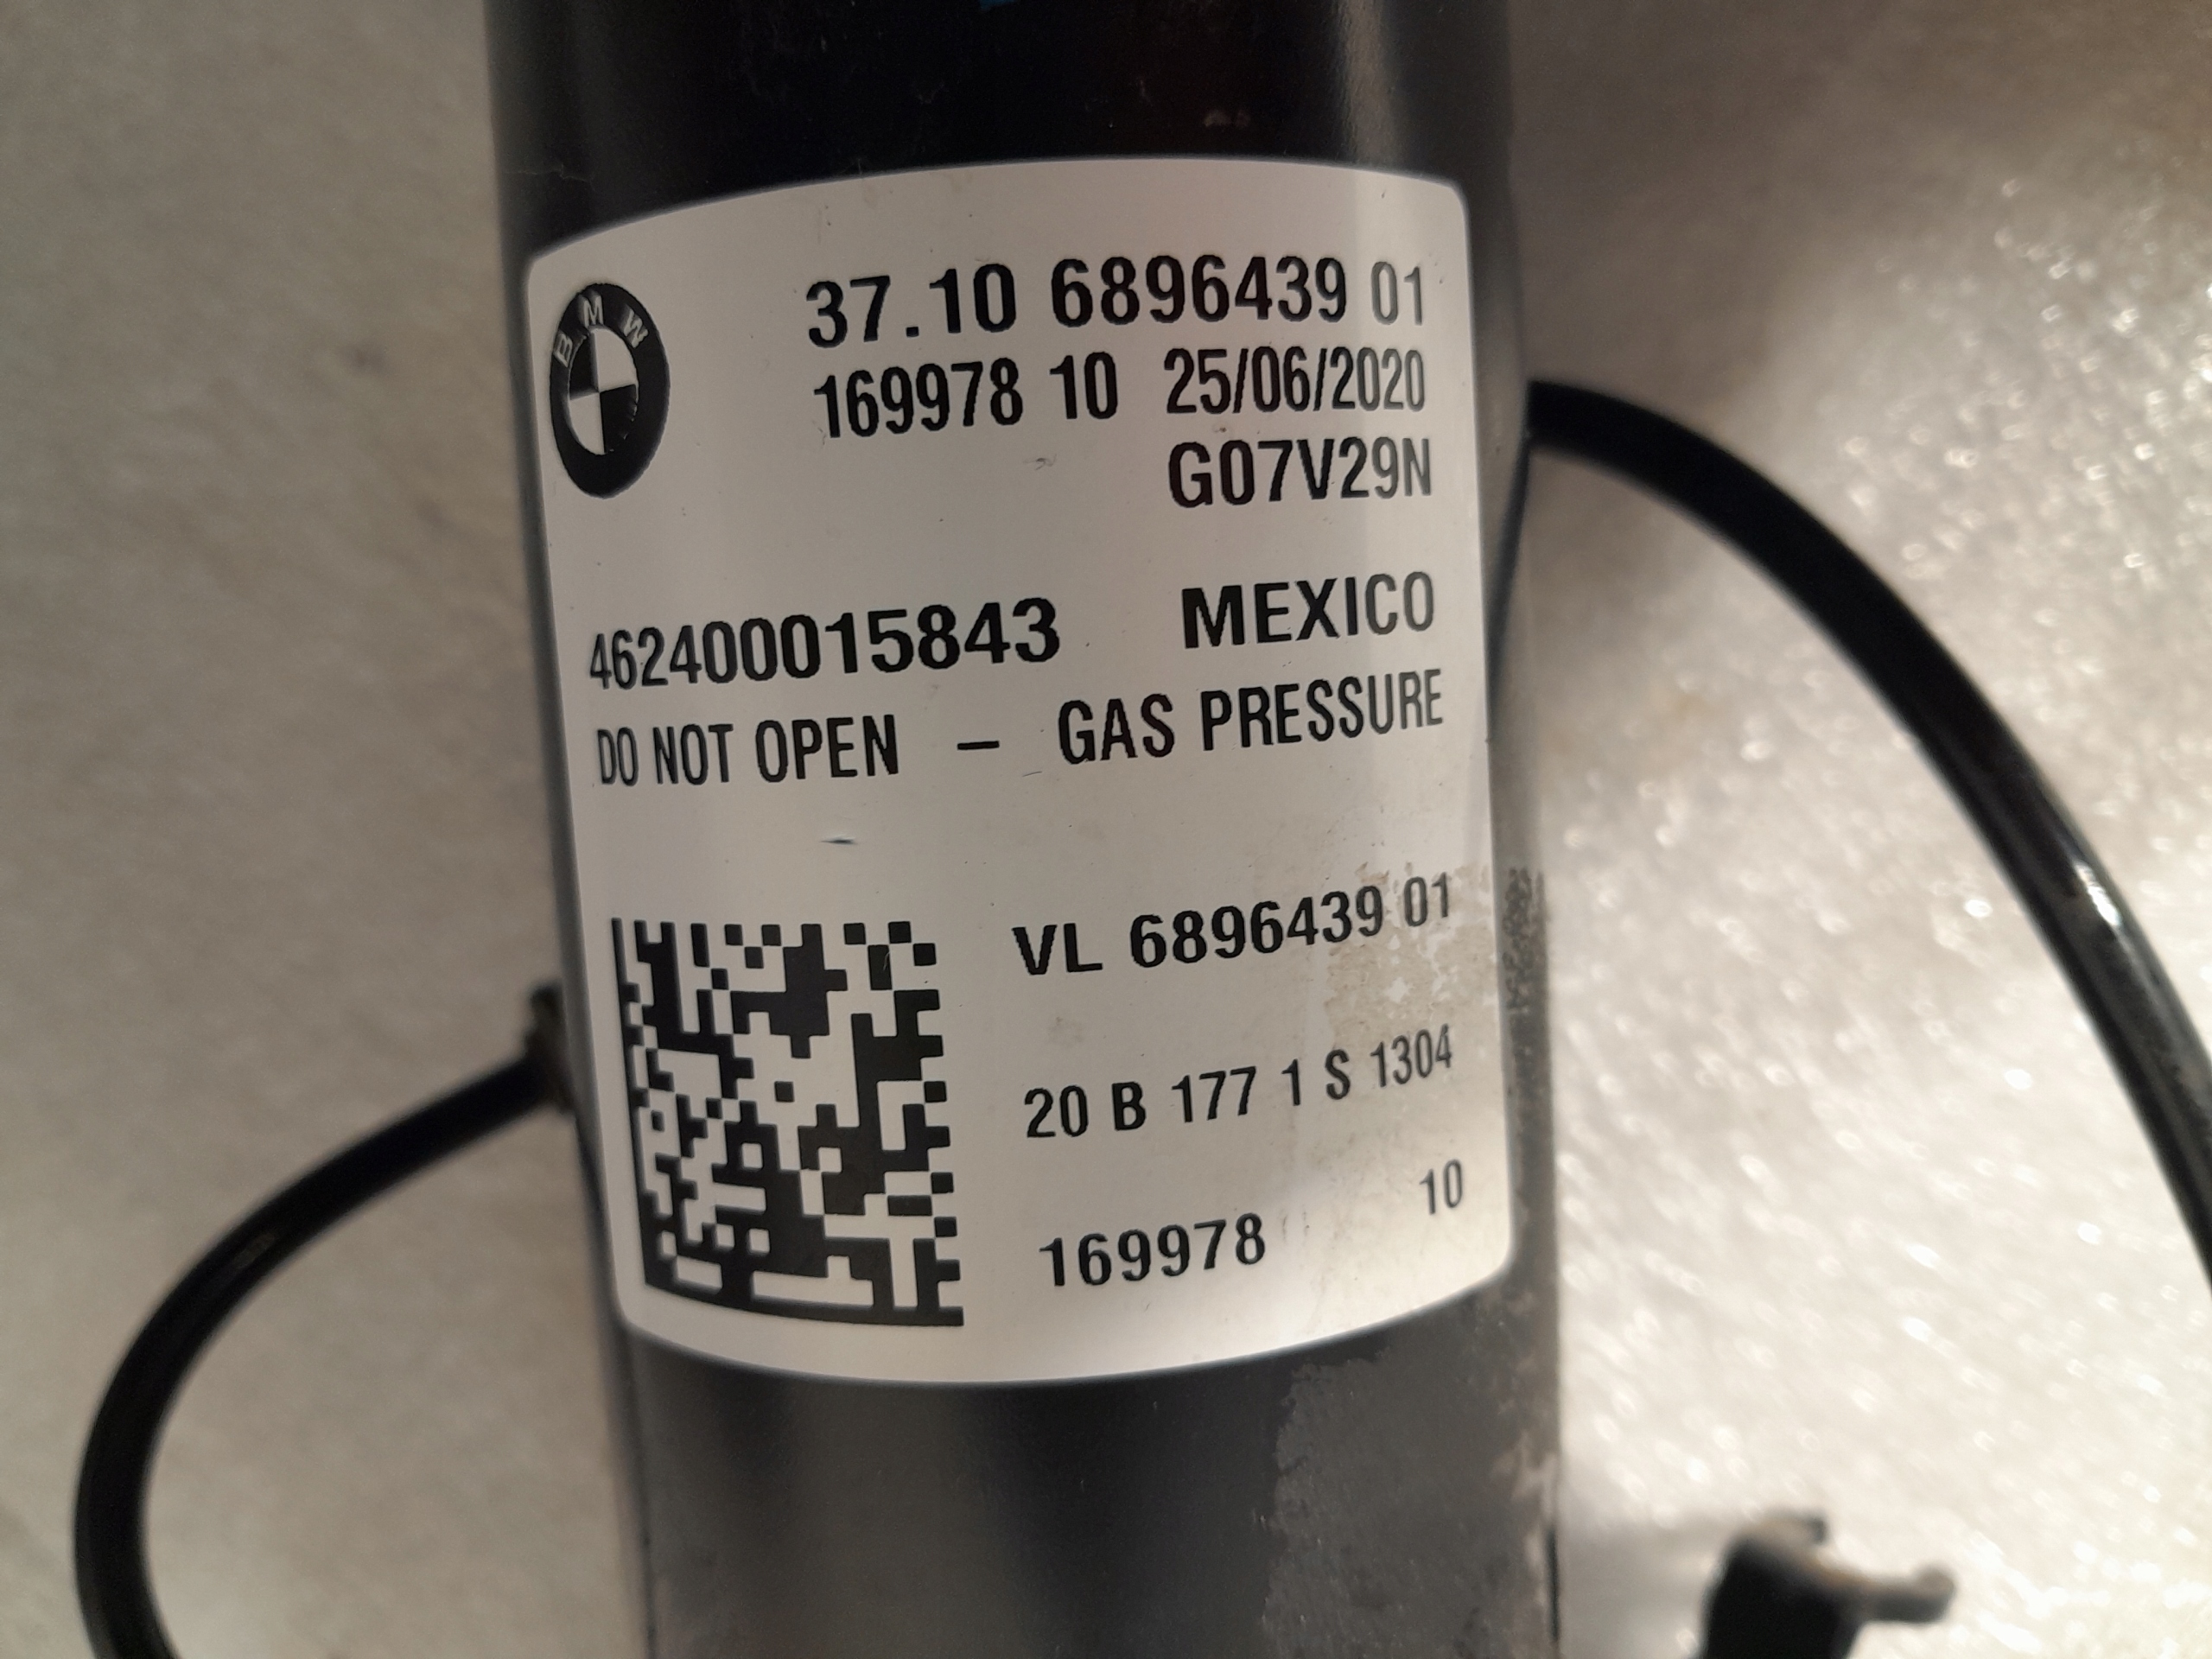 BMW
37.10 6896439 01
169978 10 25/06/2020
G07V29N
462400015843 MEXICO
DO NOT OPEN – GAS PRESSURE
VL 6896439 01
20 B 177 1 S 1304
169978 10